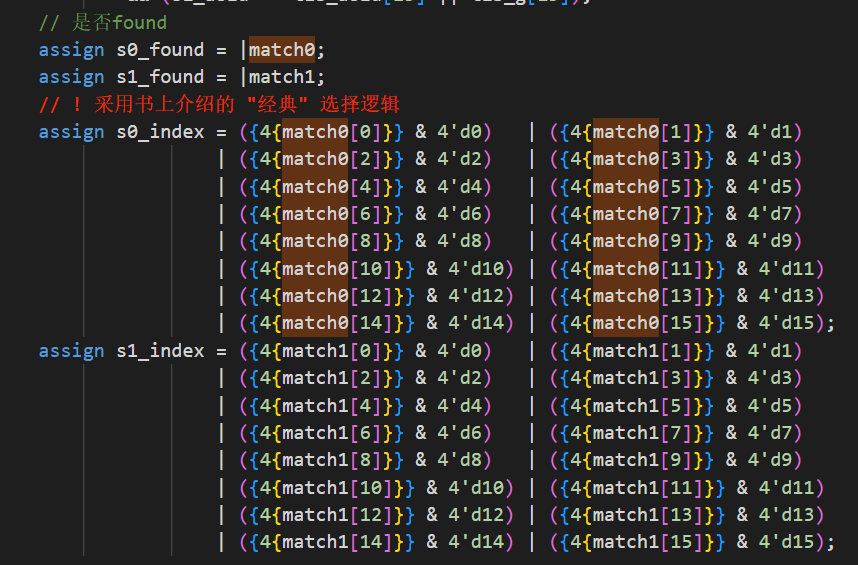 // 是否found
assign s0_found = |match0;
assign s1_found = |match1;
// ! 采用书上介绍的 "经典" 选择逻辑
assign s0_index = ({4{match0[0]}} & 4'd0)   | ({4{match0[1]}} & 4'd1)
                | ({4{match0[2]}} & 4'd2)   | ({4{match0[3]}} & 4'd3)
                | ({4{match0[4]}} & 4'd4)   | ({4{match0[5]}} & 4'd5)
                | ({4{match0[6]}} & 4'd6)   | ({4{match0[7]}} & 4'd7)
                | ({4{match0[8]}} & 4'd8)   | ({4{match0[9]}} & 4'd9)
                | ({4{match0[10]}} & 4'd10) | ({4{match0[11]}} & 4'd11)
                | ({4{match0[12]}} & 4'd12) | ({4{match0[13]}} & 4'd13)
                | ({4{match0[14]}} & 4'd14) | ({4{match0[15]}} & 4'd15);
assign s1_index = ({4{match1[0]}} & 4'd0)   | ({4{match1[1]}} & 4'd1)
                | ({4{match1[2]}} & 4'd2)   | ({4{match1[3]}} & 4'd3)
                | ({4{match1[4]}} & 4'd4)   | ({4{match1[5]}} & 4'd5)
                | ({4{match1[6]}} & 4'd6)   | ({4{match1[7]}} & 4'd7)
                | ({4{match1[8]}} & 4'd8)   | ({4{match1[9]}} & 4'd9)
                | ({4{match1[10]}} & 4'd10) | ({4{match1[11]}} & 4'd11)
                | ({4{match1[12]}} & 4'd12) | ({4{match1[13]}} & 4'd13)
                | ({4{match1[14]}} & 4'd14) | ({4{match1[15]}} & 4'd15);